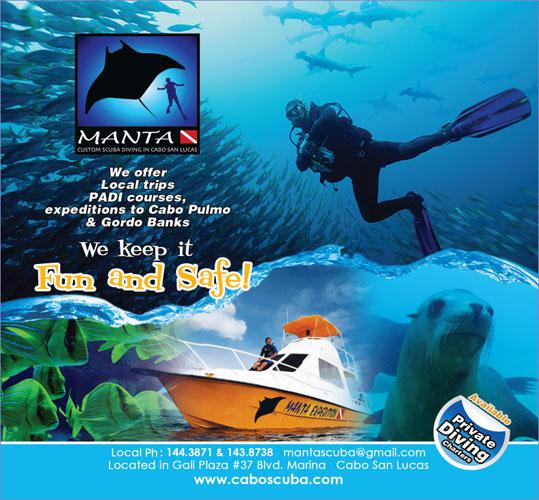 MANTA
CUSTOM SCUBA DIVING IN CABO SAN LUCAS
We offer
Local trips
PADI courses,
expeditions to Cabo Pulmo
& Gordo Banks
We keep it
Fun and Safe!
MANTA EXPEDITION
Available
Private
Diving
Charters
Local Ph : 144.3871 & 143.8738 mantascuba@gmail.com
Located in Gali Plaza #37 Blvd. Marina Cabo San Lucas
www.caboscuba.com